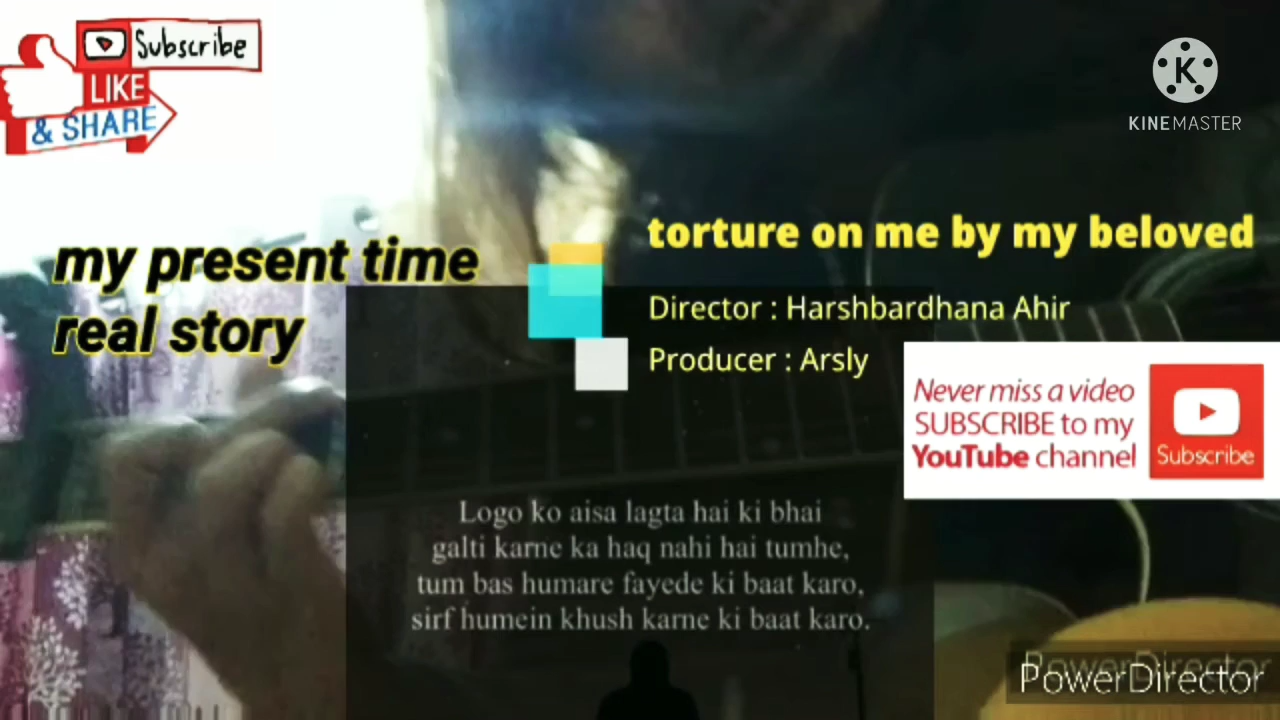 Subscribe
LIKE
& SHARE
K
KINEMASTER
my present time
real story
torture on me by my beloved
Director : Harshbardhana Ahir
Producer : Arsly
Never miss a video
SUBSCRIBE to my
YouTube channel
Subscribe
Logo ko aisa lagta hai ki bhai
galti karne ka haq nahi hai tumhe,
tum bas humare fayede ki baat karo,
sirf humein khush karne ki baat karo.
PowerDirector
PowerDirector